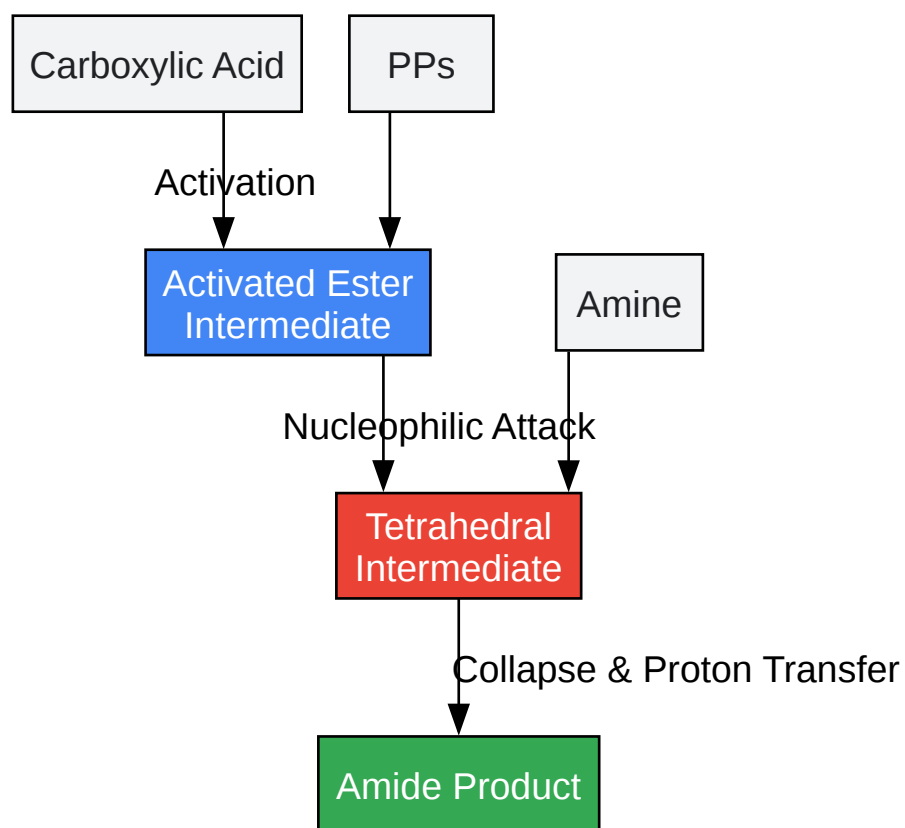 Carboxylic Acid
PPs
Activation
Activated Ester
Intermediate
Amine
Nucleophilic Attack
Tetrahedral
Intermediate
Collapse & Proton Transfer
Amide Product